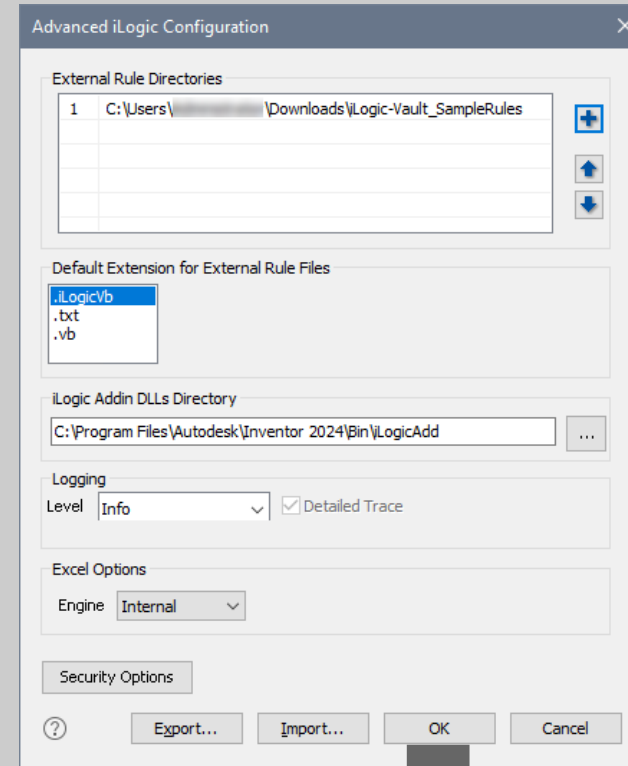 Advanced iLogic Configuration
External Rule Directories
1 C:\Users\ \Downloads\iLogic-Vault_SampleRules
Default Extension for External Rule Files
.iLogicVb
.txt
.vb
iLogic Addin DLLs Directory
C:\Program Files\Autodesk\Inventor 2024\Bin\iLogicAdd
...
Logging
Level Info Detailed Trace
Excel Options
Engine Internal
Security Options
? Export... Import... OK Cancel